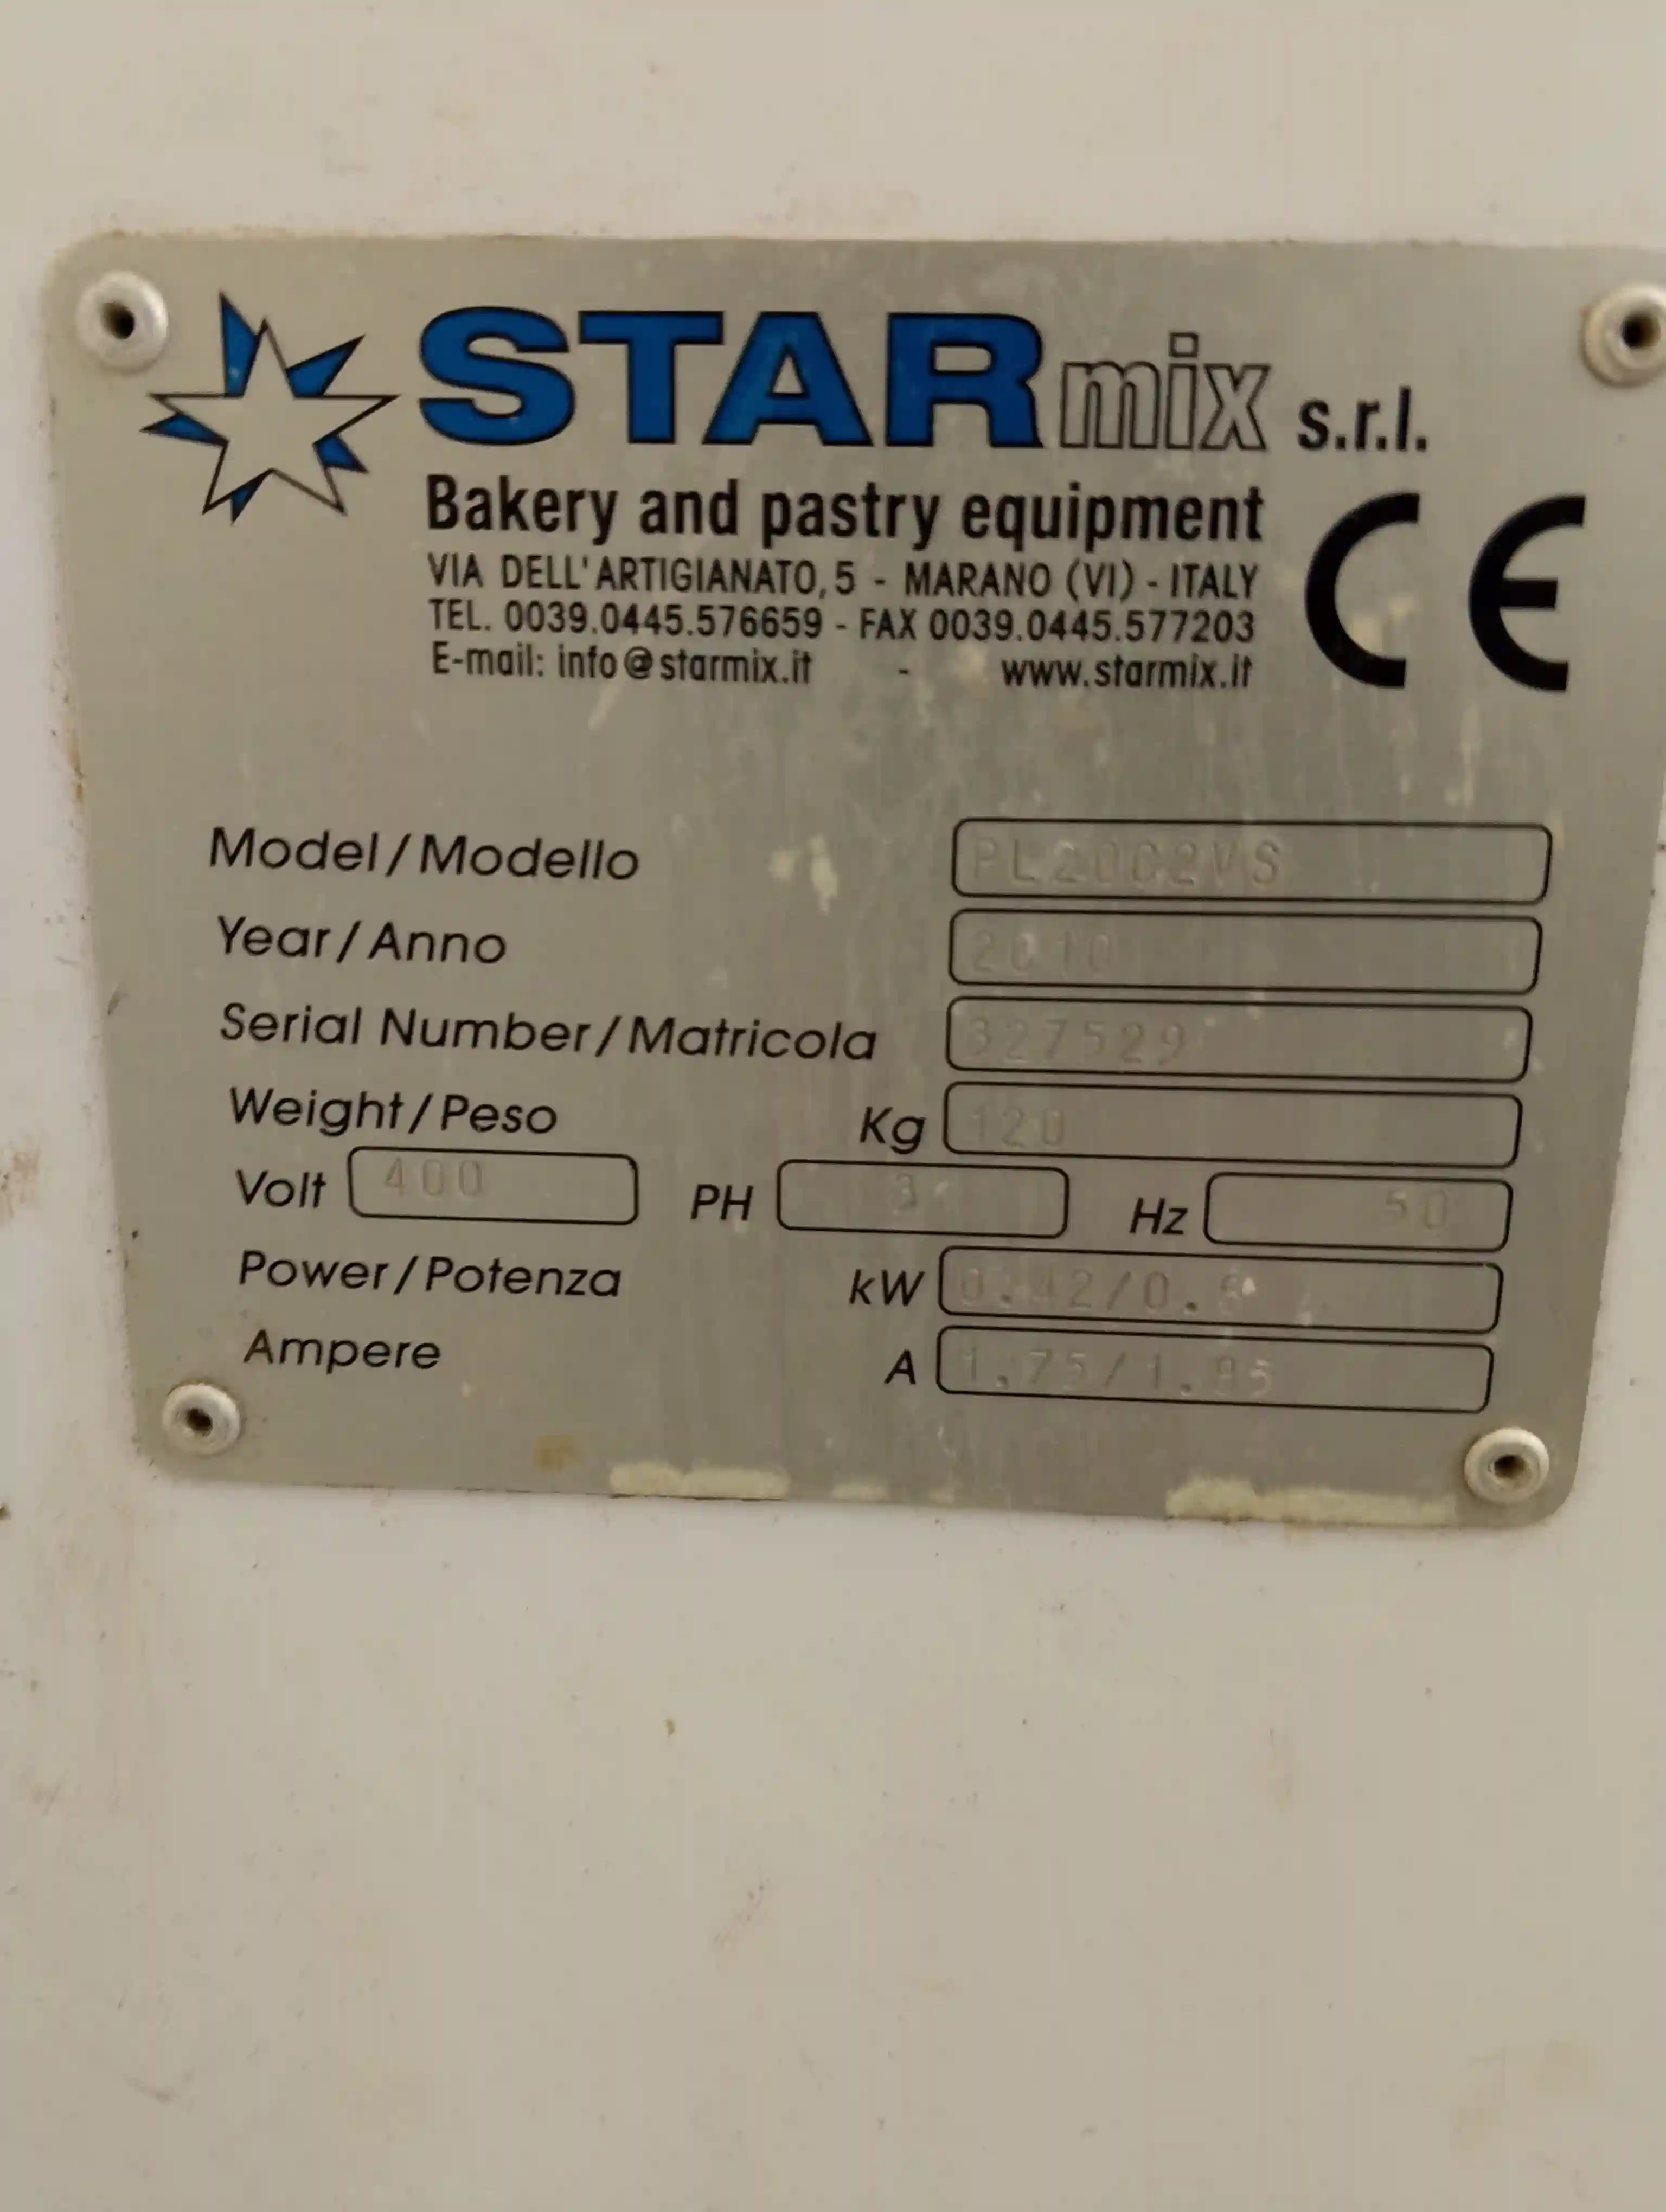 STARmix s.r.l.
Bakery and pastry equipment
VIA DELL'ARTIGIANATO, 5 - MARANO (VI) - ITALY
TEL. 0039.0445.576659 - FAX 0039.0445.577203
E-mail: info@starmix.it - www.starmix.it
CE
Model/Modello PL20C2VS
Year/Anno 2010
Serial Number/Matricola 327529
Weight/Peso Kg 120
Volt 400 PH 3 Hz 50
Power/Potenza kW
Ampere A 1.75/1.85